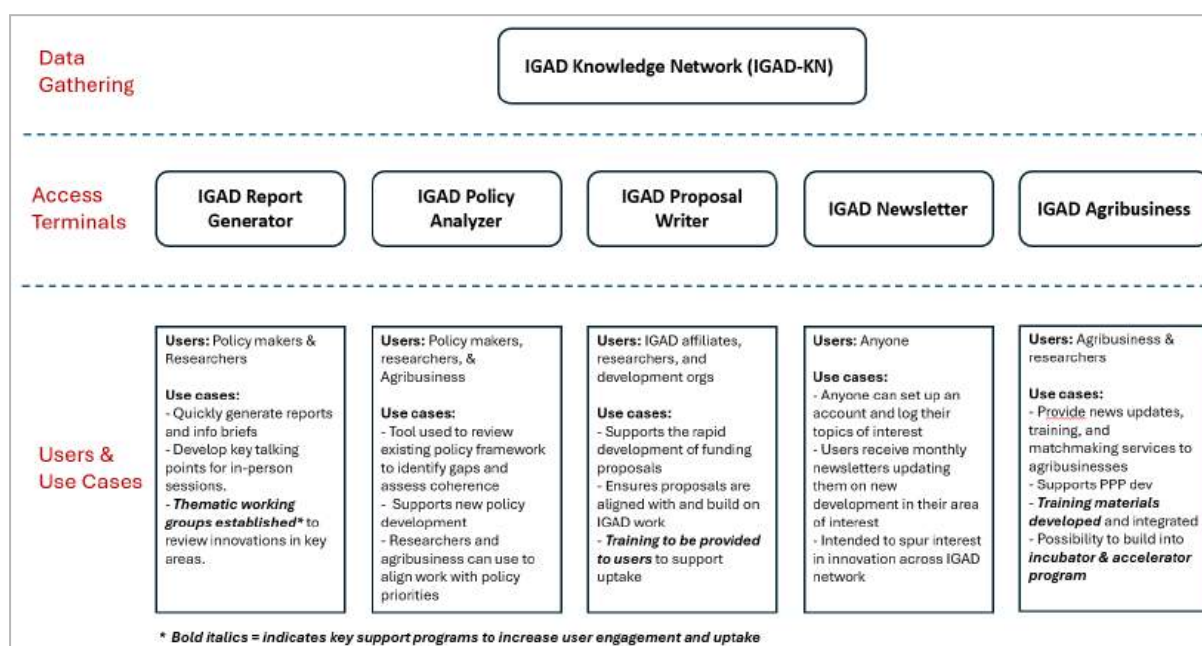 Data
Gathering
IGAD Knowledge Network (IGAD-KN)
Access
Terminals
IGAD Report
Generator
IGAD Policy
Analyzer
IGAD Proposal
Writer
IGAD Newsletter
IGAD Agribusiness
Users &
Use Cases
Users: Policy makers &
Researchers
Use cases:
- Quickly generate reports
and info briefs
- Develop key talking
points for in-person
sessions.
- Thematic working
groups established* to
review innovations in key
areas.
Users: Policy makers,
researchers, &
Agribusiness
Use cases:
- Tool used to review
existing policy framework
to identify gaps and
assess coherence
- Supports new policy
development
- Researchers and
agribusiness can use to
align work with policy
priorities
Users: IGAD affiliates,
researchers, and
development orgs
Use cases:
- Supports the rapid
development of funding
proposals
- Ensures proposals are
aligned with and build on
IGAD work
- Training to be provided
to users to support
uptake
Users: Anyone
Use cases:
- Anyone can set up an
account and log their
topics of interest
- Users receive monthly
newsletters updating
them on new
development in their area
of interest
- Intended to spur interest
in innovation across IGAD
network
Users: Agribusiness &
researchers
Use cases:
- Provide news updates,
training, and
matchmaking services to
agribusinesses
- Supports PPP dev
- Training materials
developed and integrated
- Possibility to build into
incubator & accelerator
program
* Bold italics = indicates key support programs to increase user engagement and uptake